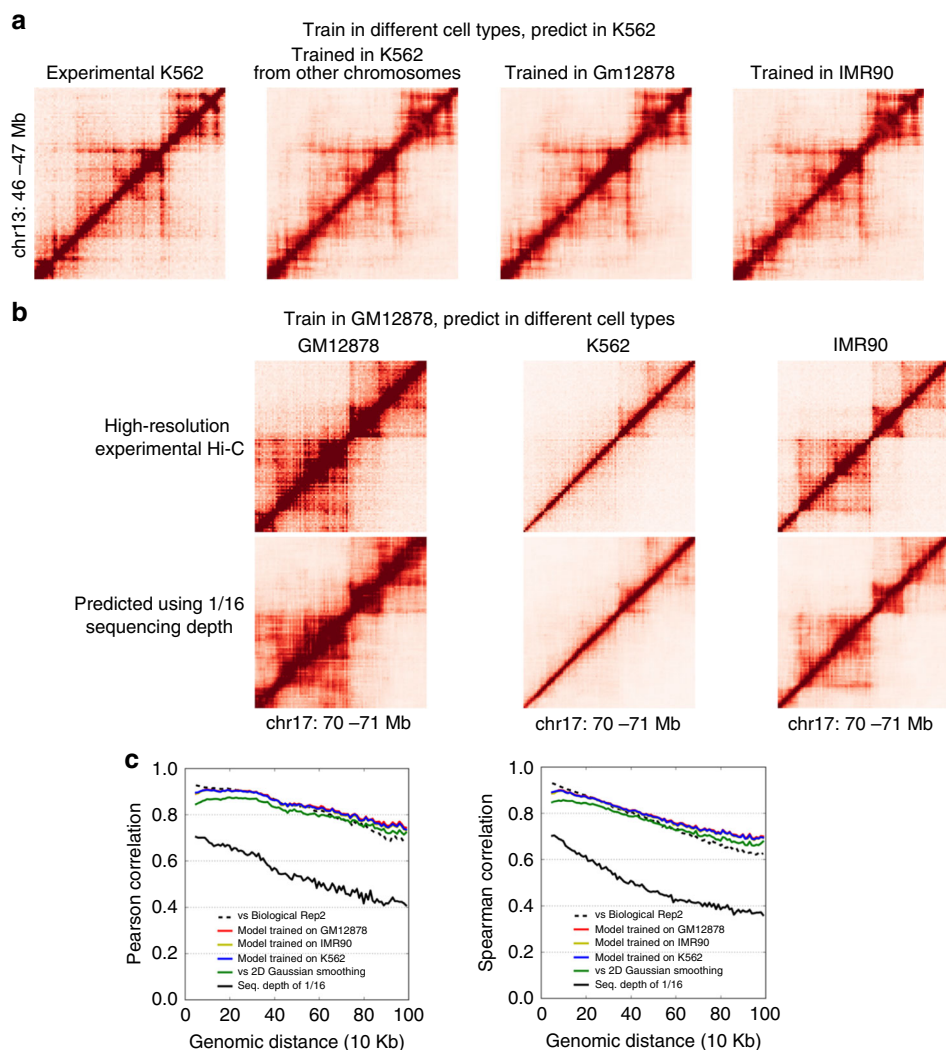 a
Train in different cell types, predict in K562
Experimental K562
Trained in K562
from other chromosomes
Trained in Gm12878
Trained in IMR90
chr13: 46 –47 Mb
b
Train in GM12878, predict in different cell types
GM12878
K562
IMR90
High-resolution
experimental Hi-C
Predicted using 1/16
sequencing depth
chr17: 70 –71 Mb
chr17: 70 –71 Mb
chr17: 70 –71 Mb
c
Pearson correlation
1.0
0.8
0.6
0.4
0.2
0.0
vs Biological Rep2
Model trained on GM12878
Model trained on IMR90
Model trained on K562
vs 2D Gaussian smoothing
Seq. depth of 1/16
0 20 40 60 80 100
Genomic distance (10 Kb)
Spearman correlation
1.0
0.8
0.6
0.4
0.2
0.0
vs Biological Rep2
Model trained on GM12878
Model trained on IMR90
Model trained on K562
vs 2D Gaussian smoothing
Seq. depth of 1/16
0 20 40 60 80 100
Genomic distance (10 Kb)